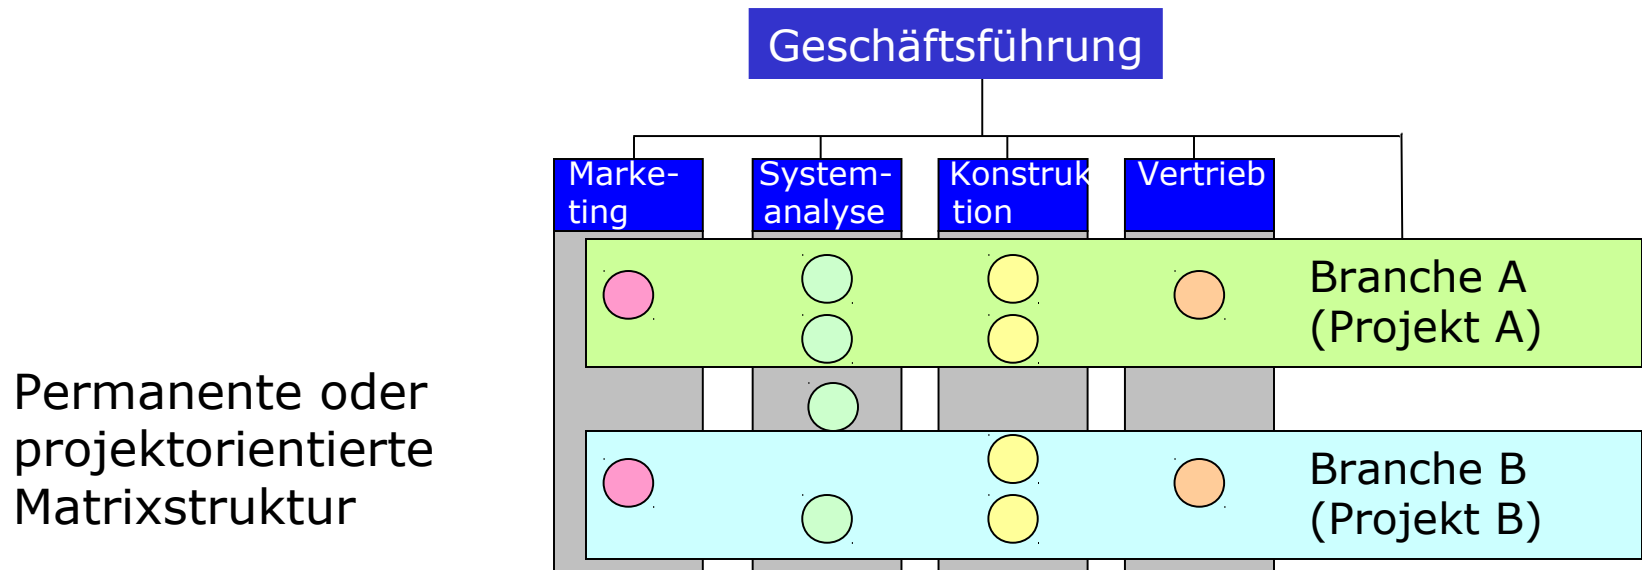 Geschäftsführung
Marke-
ting
System-
analyse
Konstruk
tion
Vertrieb
Branche A
(Projekt A)
Permanente oder
projektorientierte
Matrixstruktur
Branche B
(Projekt B)